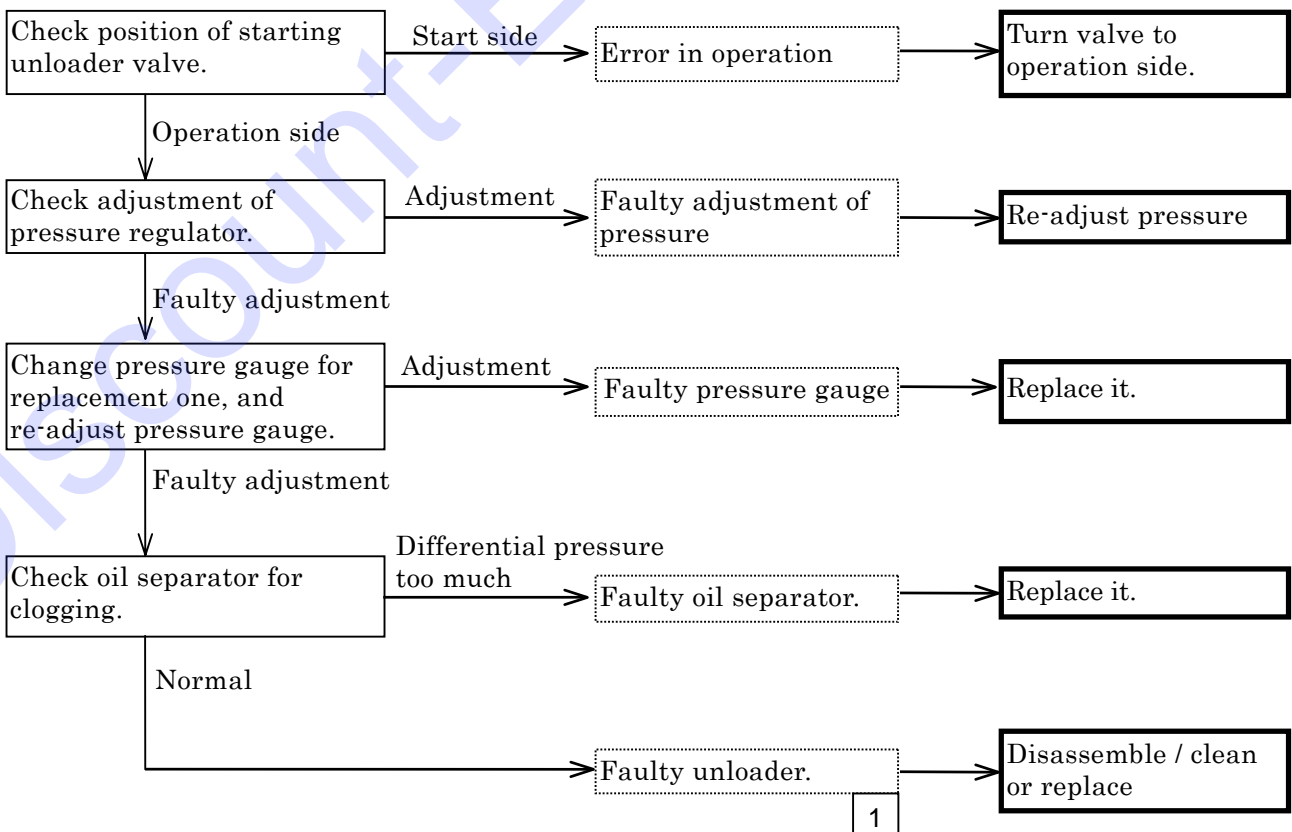 Check position of starting
unloader valve.
Start side
Error in operation
Turn valve to
operation side.
Operation side
Check adjustment of
pressure regulator.
Adjustment
Faulty adjustment of
pressure
Re-adjust pressure
Faulty adjustment
Change pressure gauge for
replacement one, and
re-adjust pressure gauge.
Adjustment
Faulty pressure gauge
Replace it.
Faulty adjustment
Check oil separator for
clogging.
Differential pressure
too much
Faulty oil separator.
Replace it.
Normal
Faulty unloader.
Disassemble / clean
or replace
1
Discount-E